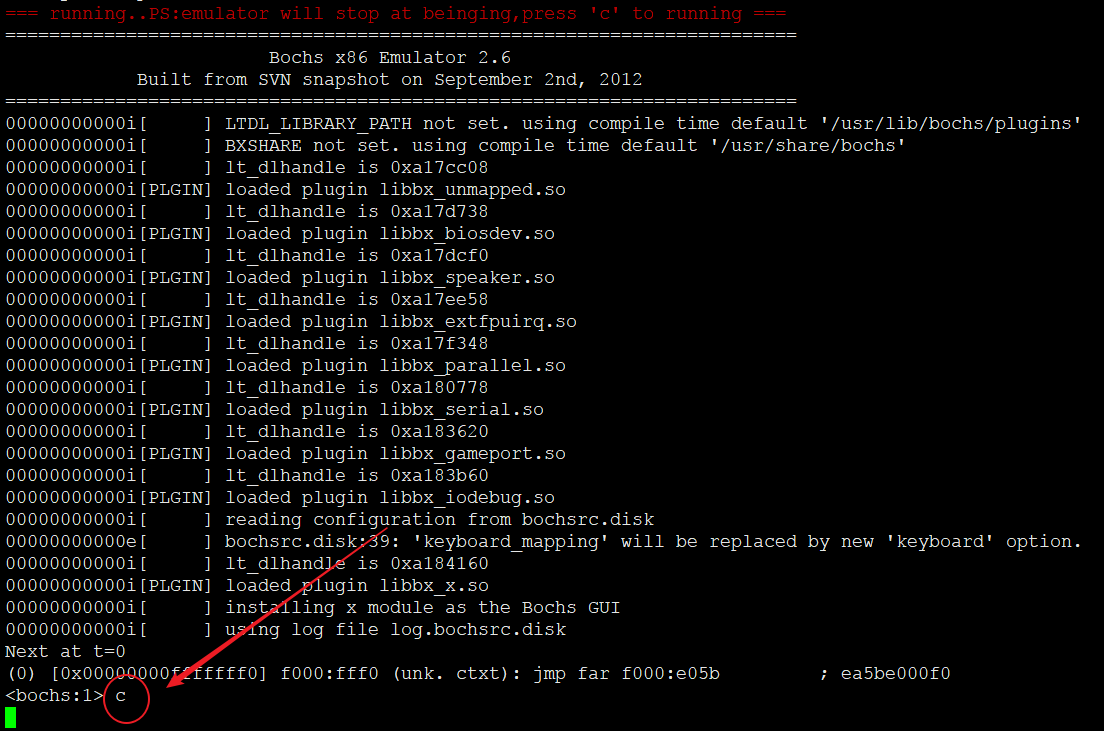 === running..PS:emulator will stop at beinging,press 'c' to running ===
========================================================================
Bochs x86 Emulator 2.6
Built from SVN snapshot on September 2nd, 2012
========================================================================
00000000000i[     ] LTDL_LIBRARY_PATH not set. using compile time default '/usr/lib/bochs/plugins'
00000000000i[     ] BXSHARE not set. using compile time default '/usr/share/bochs'
00000000000i[     ] lt_dlhandle is 0xa17cc08
00000000000i[PLGIN] loaded plugin libbx_unmapped.so
00000000000i[     ] lt_dlhandle is 0xa17d738
00000000000i[PLGIN] loaded plugin libbx_biosdev.so
00000000000i[     ] lt_dlhandle is 0xa17dcf0
00000000000i[PLGIN] loaded plugin libbx_speaker.so
00000000000i[     ] lt_dlhandle is 0xa17ee58
00000000000i[PLGIN] loaded plugin libbx_extfpuirq.so
00000000000i[     ] lt_dlhandle is 0xa17f348
00000000000i[PLGIN] loaded plugin libbx_parallel.so
00000000000i[     ] lt_dlhandle is 0xa180778
00000000000i[PLGIN] loaded plugin libbx_serial.so
00000000000i[     ] lt_dlhandle is 0xa183620
00000000000i[PLGIN] loaded plugin libbx_gameport.so
00000000000i[     ] lt_dlhandle is 0xa183b60
00000000000i[PLGIN] loaded plugin libbx_iodebug.so
00000000000i[     ] reading configuration from bochsrc.disk
00000000000e[     ] bochsrc.disk:39: 'keyboard_mapping' will be replaced by new 'keyboard' option.
00000000000i[     ] lt_dlhandle is 0xa184160
00000000000i[PLGIN] loaded plugin libbx_x.so
00000000000i[     ] installing x module as the Bochs GUI
00000000000i[     ] using log file log.bochsrc.disk
Next at t=0
(0) [0x00000000fffffff0] f000:fff0 (unk. ctxt): jmp far f000:e05b         ; ea5be000f0
<bochs:1> c